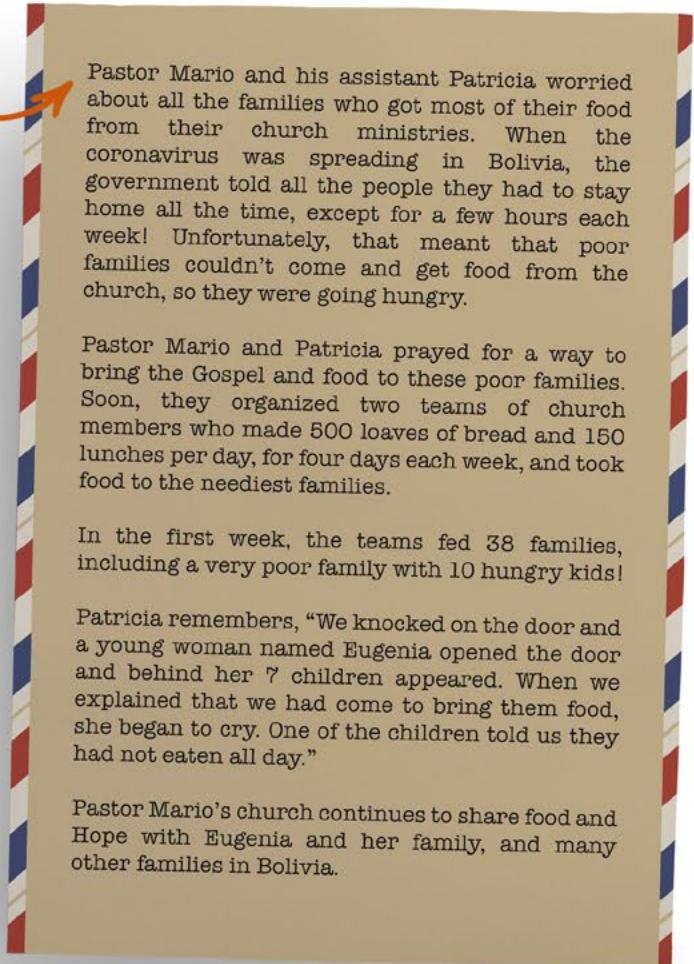 Pastor Mario and his assistant Patricia worried
about all the families who got most of their food
from their church ministries. When the
coronavirus was spreading in Bolivia, the
government told all the people they had to stay
home all the time, except for a few hours each
week! Unfortunately, that meant that poor
families couldn't come and get food from the
church, so they were going hungry.
Pastor Mario and Patricia prayed for a way to
bring the Gospel and food to these poor families.
Soon, they organized two teams of church
members who made 500 loaves of bread and 150
lunches per day, for four days each week, and took
food to the neediest families.
In the first week, the teams fed 38 families,
including a very poor family with 10 hungry kids!
Patricia remembers, “We knocked on the door and
a young woman named Eugenia opened the door
and behind her 7 children appeared. When we
explained that we had come to bring them food,
she began to cry. One of the children told us they
had not eaten all day.”
Pastor Mario's church continues to share food and
Hope with Eugenia and her family, and many
other families in Bolivia.